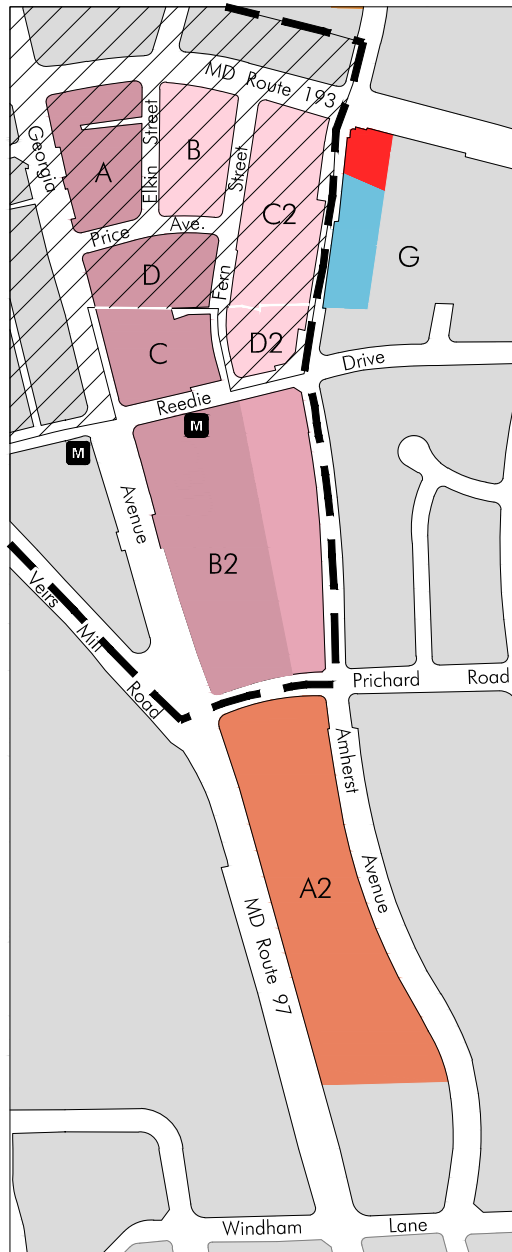 MD Route 193
Georgia
Elkin Street
A
B
Street
C2
Price Ave.
G
D
Fern
C
D2
Drive
Reedie
M
M
Avenue
B2
Veirs Mill Road
Prichard Road
Amherst Avenue
A2
MD Route 97
Windham Lane